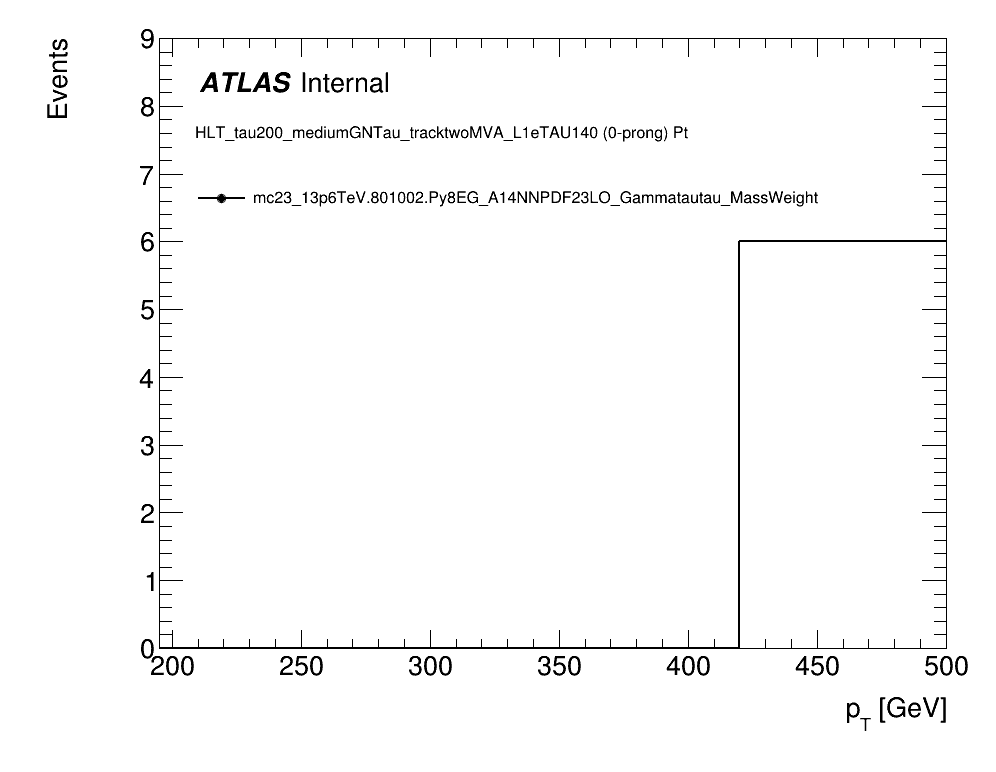 Events
9
ATLAS Internal
8
HLT_tau200_mediumGNTau_tracktwoMVA_L1eTAU140 (0-prong) Pt
7
mc23_13p6TeV.801002.Py8EG_A14NNPDF23LO_Gammatautau_MassWeight
6
5
4
3
2
1
0
200 250 300 350 400 450 500
p_T [GeV]